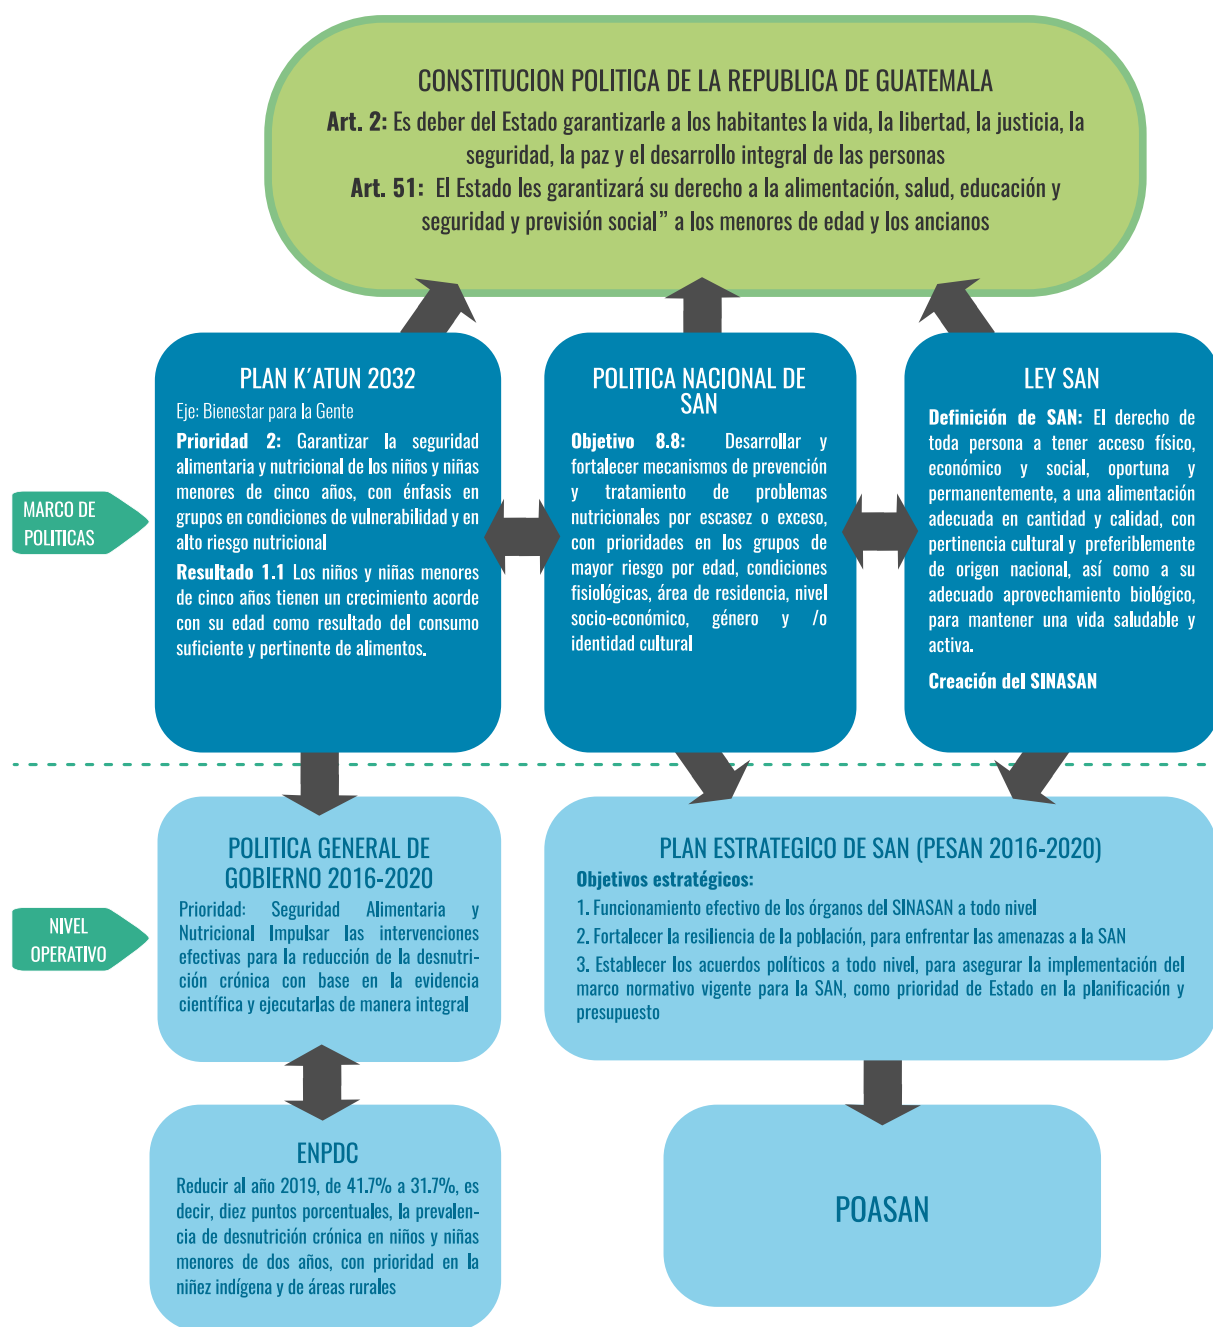 CONSTITUCION POLITICA DE LA REPUBLICA DE GUATEMALA
Art. 2: Es deber del Estado garantizarle a los habitantes la vida, la libertad, la justicia, la
seguridad, la paz y el desarrollo integral de las personas
Art. 51: El Estado les garantizará su derecho a la alimentación, salud, educación y
seguridad y previsión social” a los menores de edad y los ancianos
MARCO DE
POLITICAS
PLAN K´ATUN 2032
Eje: Bienestar para la Gente
Prioridad 2: Garantizar la seguridad
alimentaria y nutricional de los niños y niñas
menores de cinco años, con énfasis en
grupos en condiciones de vulnerabilidad y en
alto riesgo nutricional
Resultado 1.1 Los niños y niñas menores
de cinco años tienen un crecimiento acorde
con su edad como resultado del consumo
suficiente y pertinente de alimentos.
POLITICA NACIONAL DE
SAN
Objetivo 8.8: Desarrollar y
fortalecer mecanismos de prevención
y tratamiento de problemas
nutricionales por escasez o exceso,
con prioridades en los grupos de
mayor riesgo por edad, condiciones
fisiológicas, área de residencia, nivel
socio-económico, género y /o
identidad cultural
LEY SAN
Definición de SAN: El derecho de
toda persona a tener acceso físico,
económico y social, oportuna y
permanentemente, a una alimentación
adecuada en cantidad y calidad, con
pertinencia cultural y preferiblemente
de origen nacional, así como a su
adecuado aprovechamiento biológico,
para mantener una vida saludable y
activa.
Creación del SINASAN
NIVEL
OPERATIVO
POLITICA GENERAL DE
GOBIERNO 2016-2020
Prioridad: Seguridad Alimentaria y
Nutricional Impulsar las intervenciones
efectivas para la reducción de la desnutri-
ción crónica con base en la evidencia
científica y ejecutarlas de manera integral
PLAN ESTRATEGICO DE SAN (PESAN 2016-2020)
Objetivos estratégicos:
1. Funcionamiento efectivo de los órganos del SINASAN a todo nivel
2. Fortalecer la resiliencia de la población, para enfrentar las amenazas a la SAN
3. Establecer los acuerdos políticos a todo nivel, para asegurar la implementación del
marco normativo vigente para la SAN, como prioridad de Estado en la planificación y
presupuesto
ENPDC
Reducir al año 2019, de 41.7% a 31.7%, es
decir, diez puntos porcentuales, la prevalen-
cia de desnutrición crónica en niños y niñas
menores de dos años, con prioridad en la
niñez indígena y de áreas rurales
POASAN